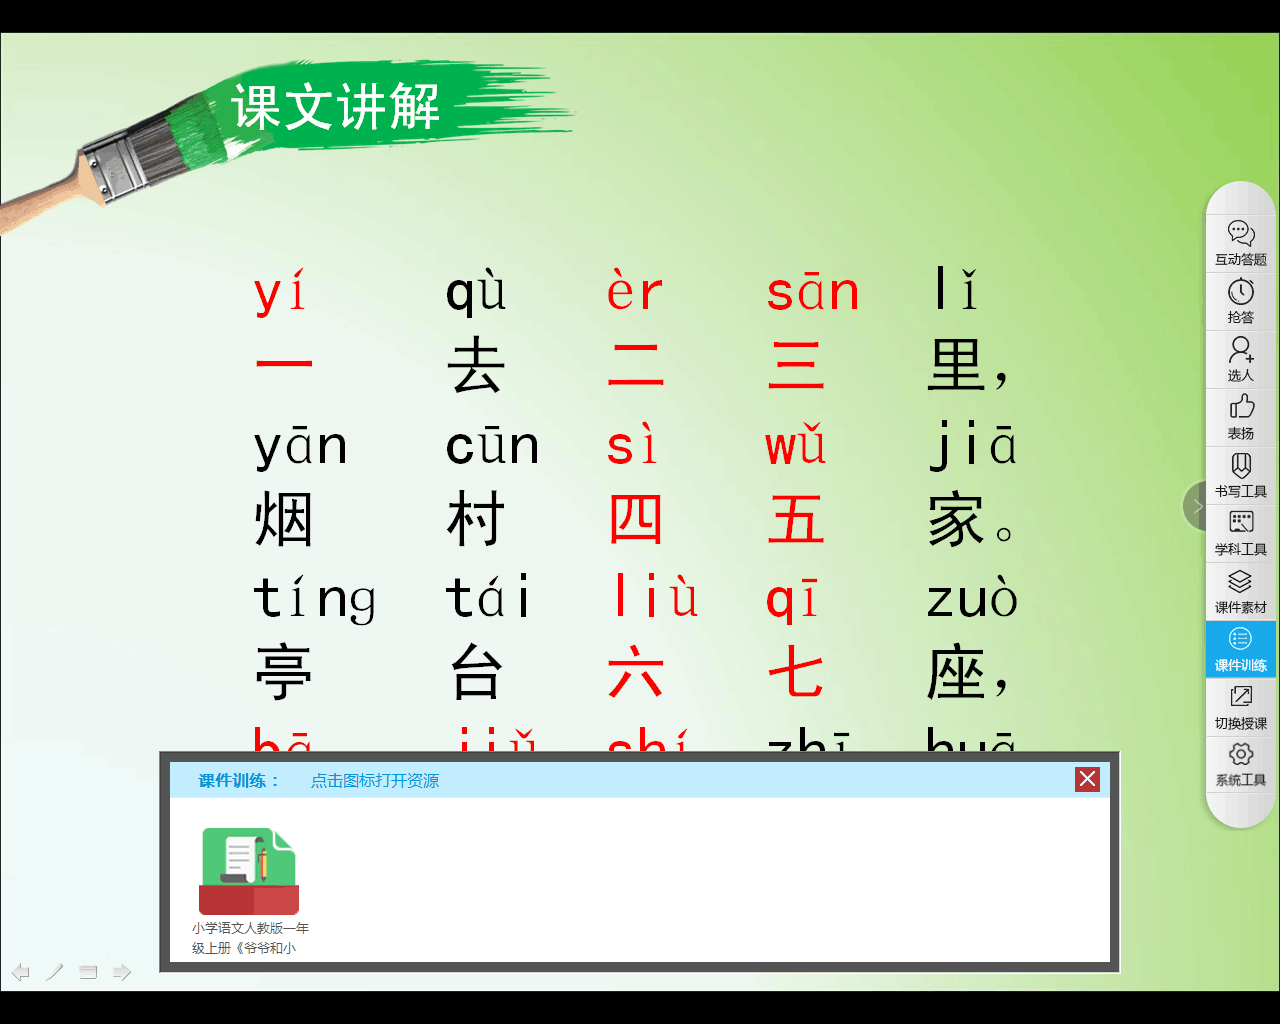 课文讲解
yí qù èr sān lǐ
一 去 二 三 里，
yān cūn sì wǔ jiā
烟 村 四 五 家。
tíng tái liù qī zuò
亭 台 六 七 座，
bā jiǔ shí zhī huā
课件训练： 点击图标打开资源
小学语文人教版一年
级上册《爷爷和小
互动答题
抢答
选人
表扬
书写工具
学科工具
课件素材
课件训练
切换授课
系统工具